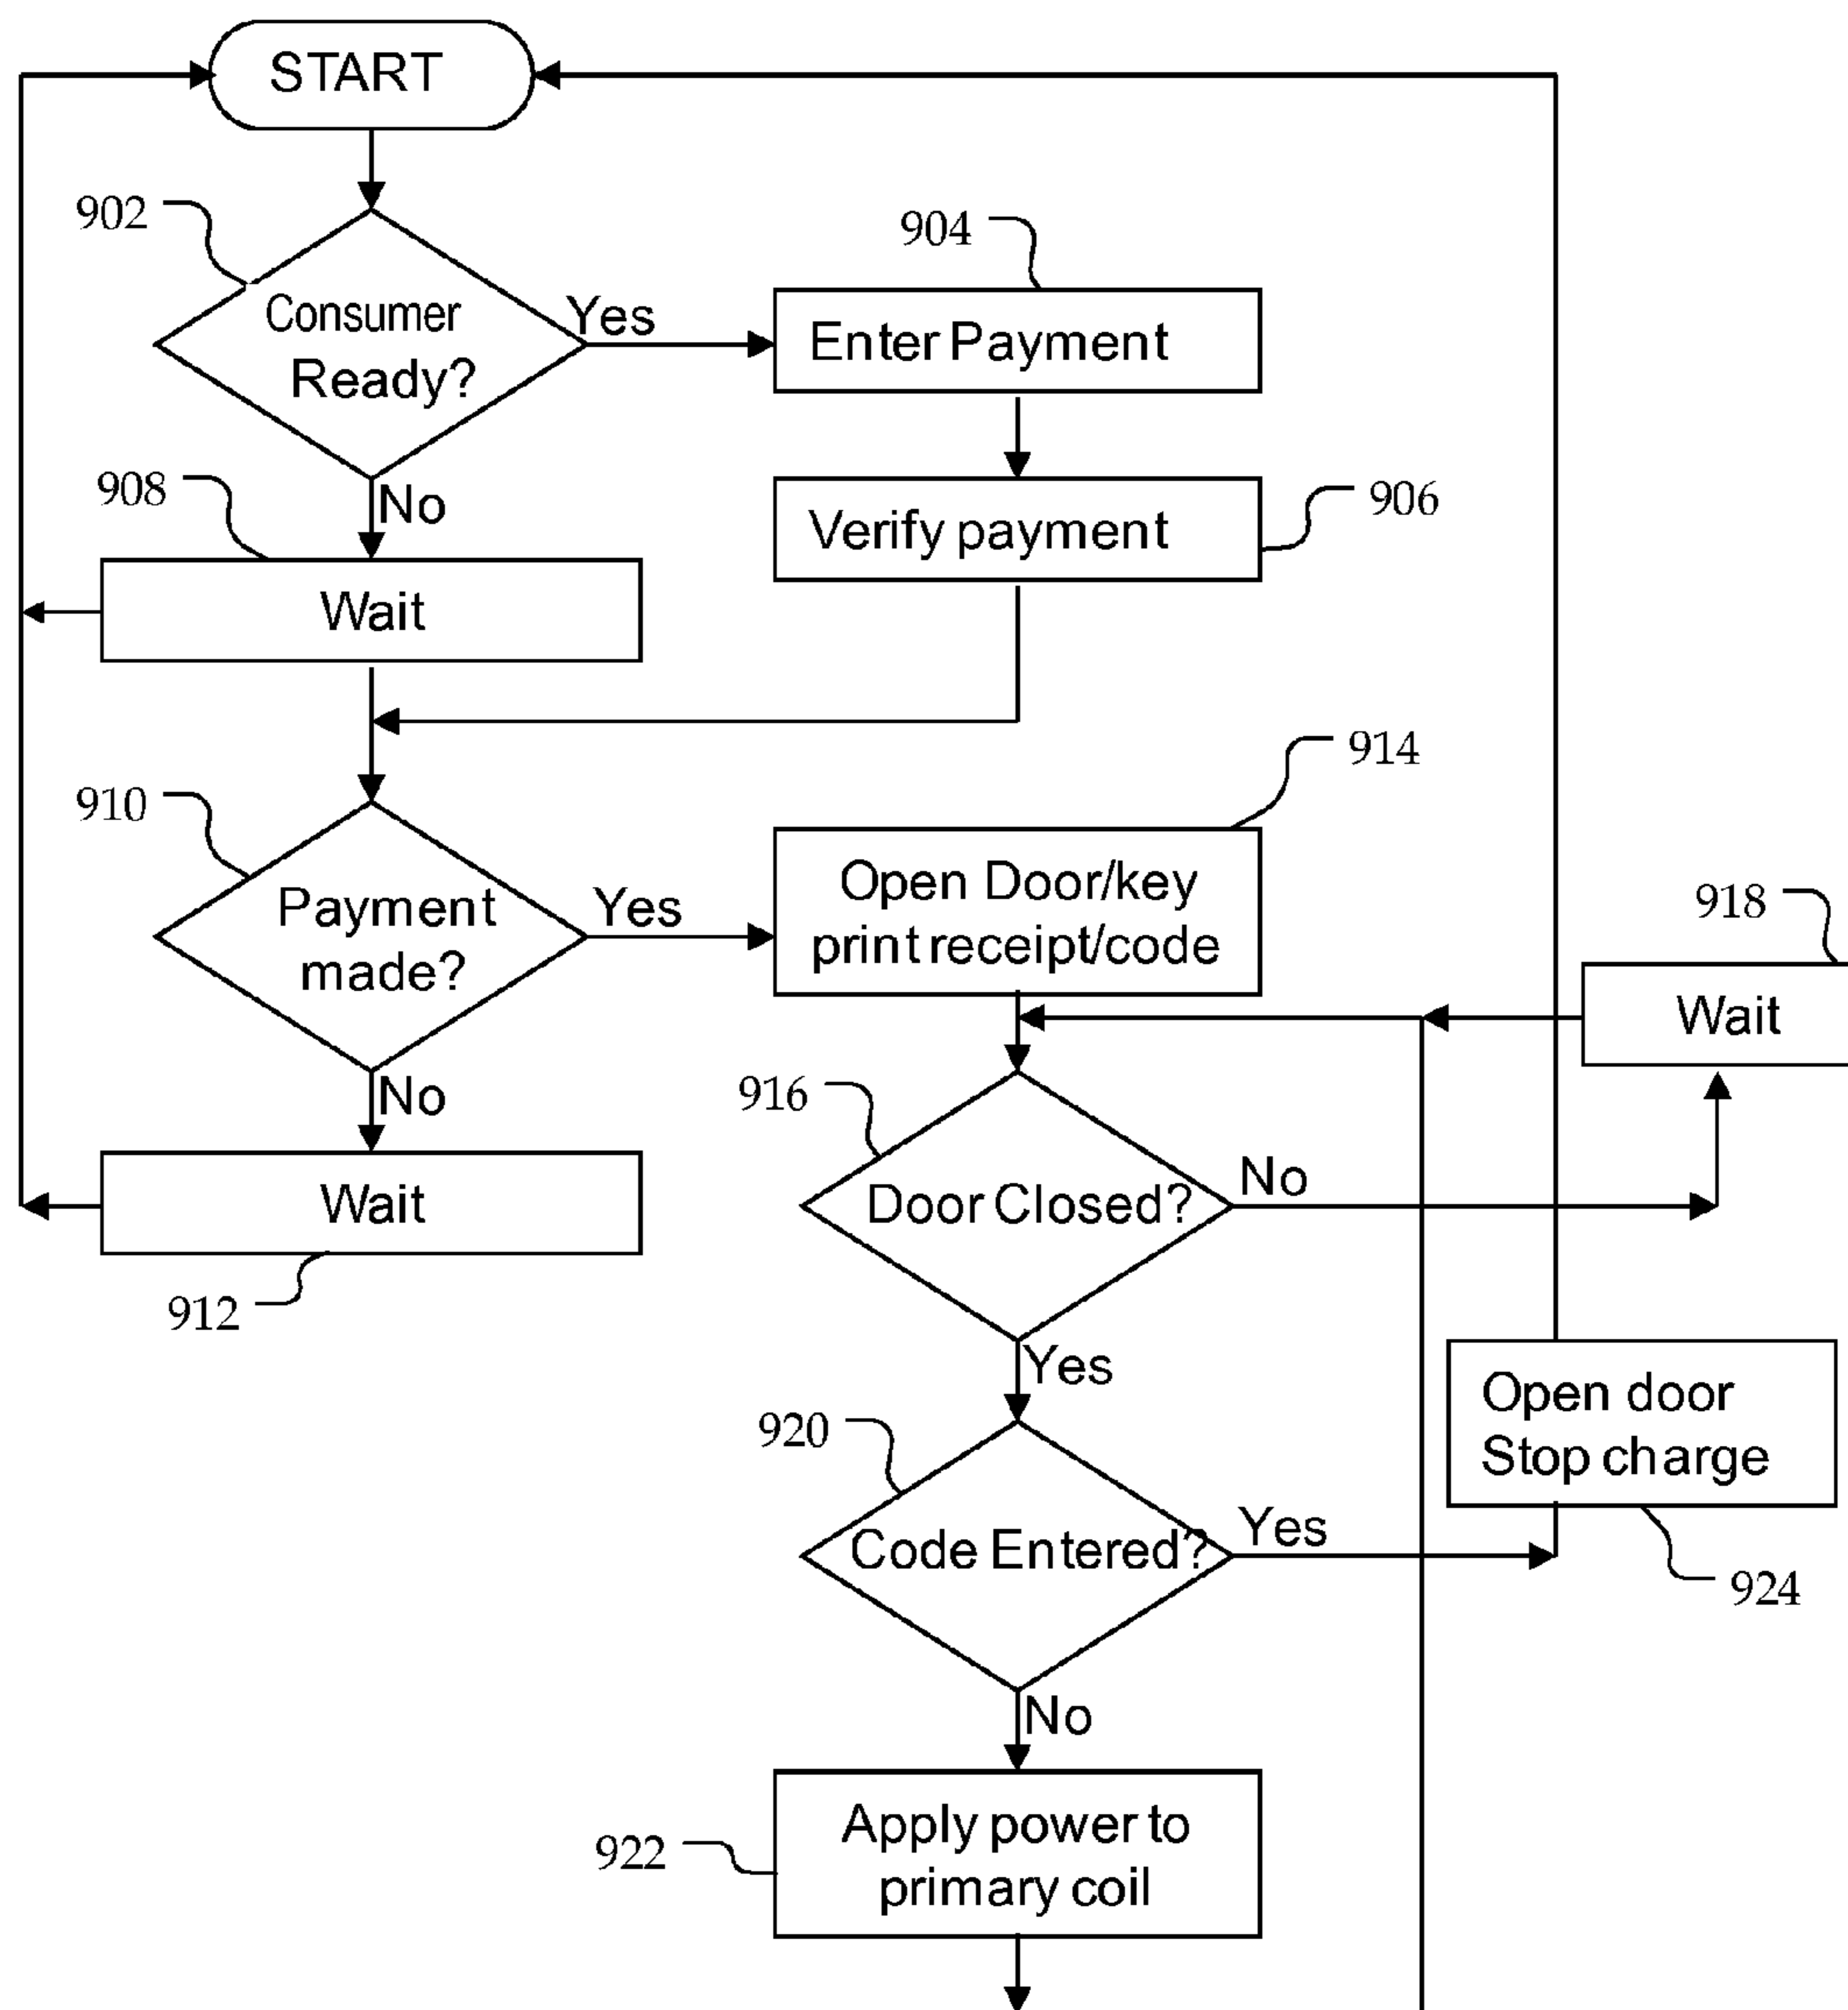 START
902
904
Consumer
Ready?
Yes
Enter Payment
908
No
Verify payment
906
Wait
914
910
Payment
made?
Yes
Open Door/key
print receipt/code
918
Wait
No
916
Wait
Door Closed?
No
912
Yes
Open door
Stop charge
920
Code Entered?
Yes
924
No
Apply power to
primary coil
922